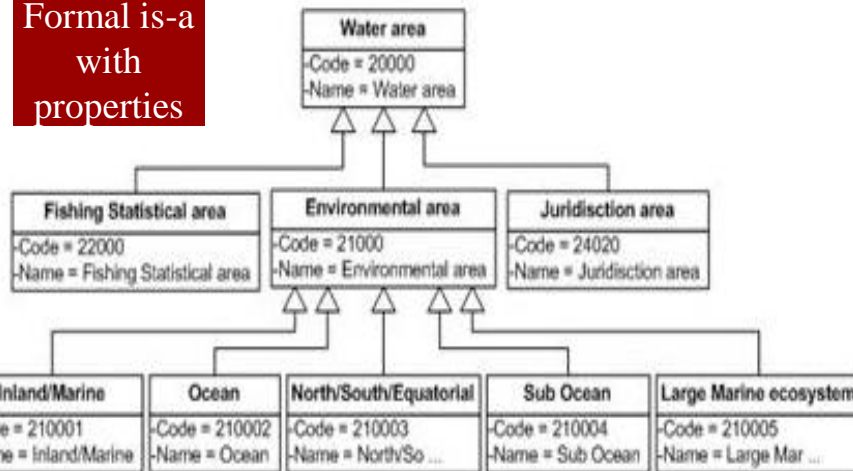 Formal is-a
with
properties
Water area
-Code = 20000
-Name = Water area
Fishing Statistical area
-Code = 22000
-Name = Fishing Statistical area
Environmental area
-Code = 21000
-Name = Environmental area
Juridisction area
-Code = 24020
-Name = Juridisction area
Inland/Marine
= 210001
= Inland/Marine
Ocean
-Code = 210002
-Name = Ocean
North/South/Equatorial
-Code = 210003
-Name = North/So ...
Sub Ocean
-Code = 210004
-Name = Sub Ocean
Large Marine ecosystem
-Code = 210005
-Name = Large Mar ...